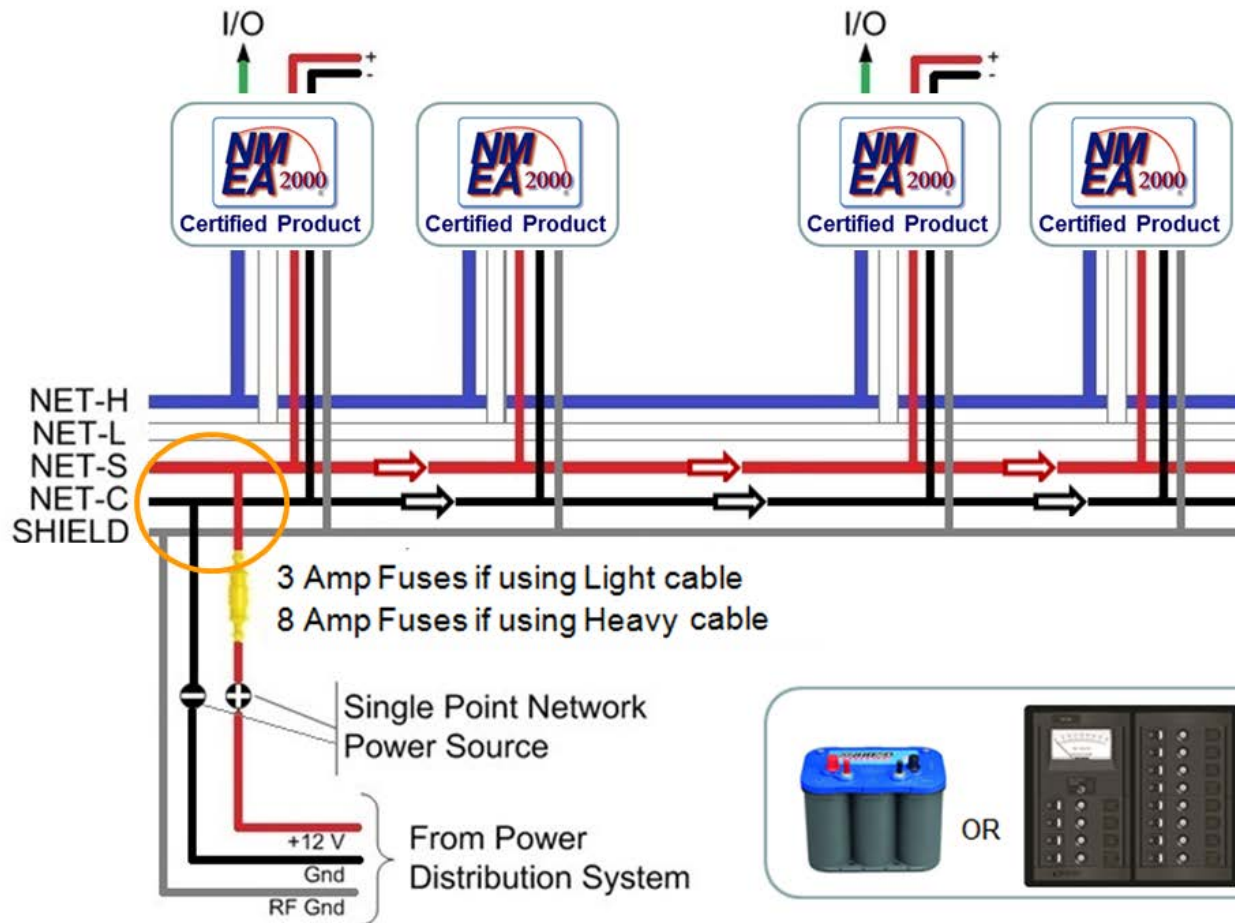 I/O
+
-
I/O
+
-
NM
EA 2000
Certified Product
NM
EA 2000
Certified Product
NM
EA 2000
Certified Product
NM
EA 2000
Certified Product
NET-H
NET-L
NET-S
NET-C
SHIELD
3 Amp Fuses if using Light cable
8 Amp Fuses if using Heavy cable
Single Point Network
Power Source
+12 V
Gnd
RF Gnd
From Power
Distribution System
OR